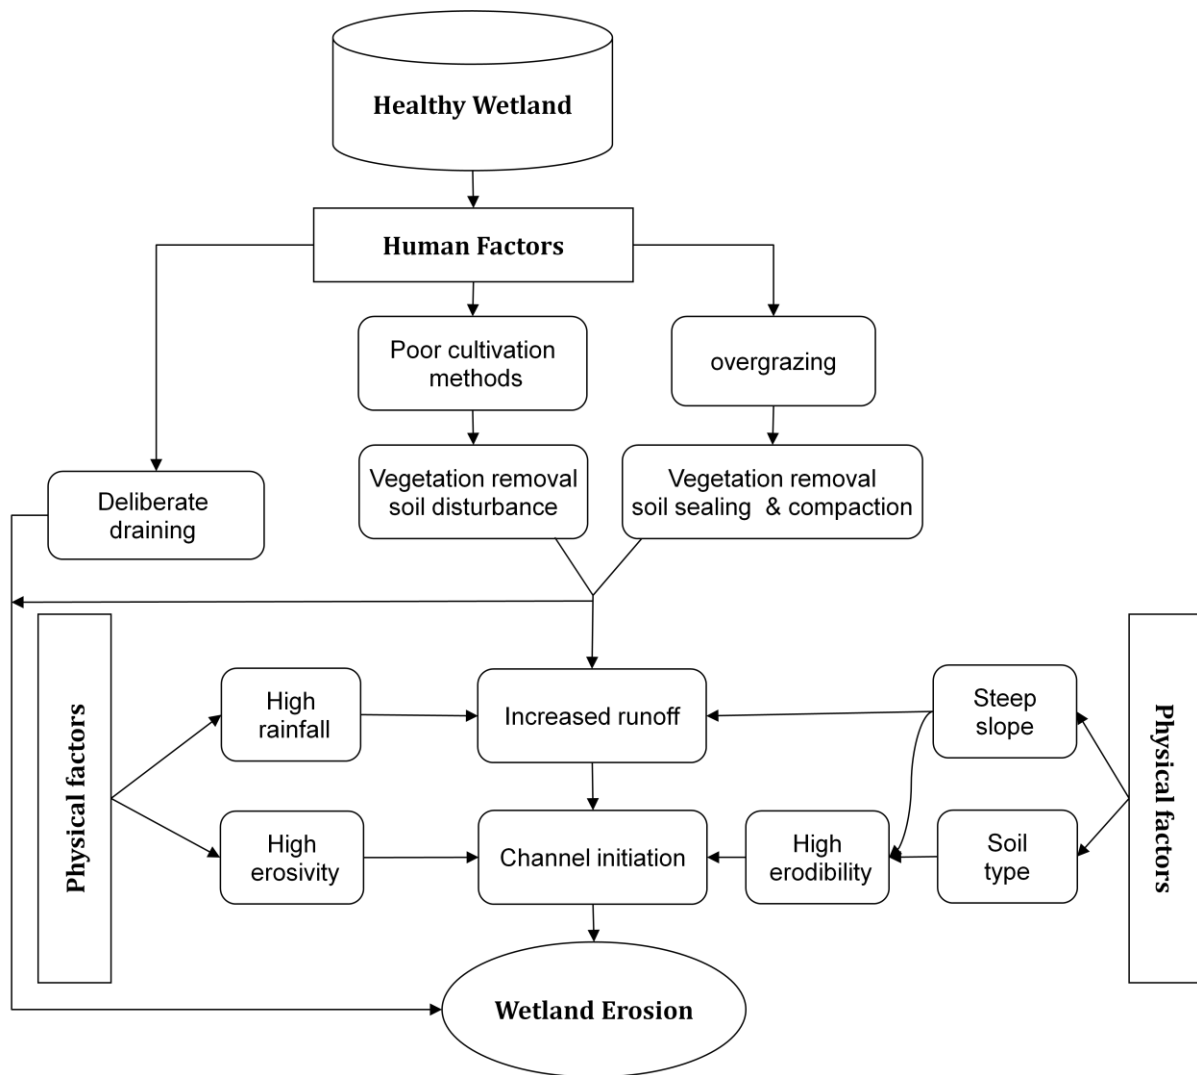 Healthy Wetland
Human Factors
Poor cultivation
methods
overgrazing
Vegetation removal
soil disturbance
Vegetation removal
soil sealing & compaction
Deliberate
draining
Physical factors
High
rainfall
Increased runoff
Steep
slope
Physical factors
High
erosivity
Channel initiation
High
erodibility
Soil
type
Wetland Erosion